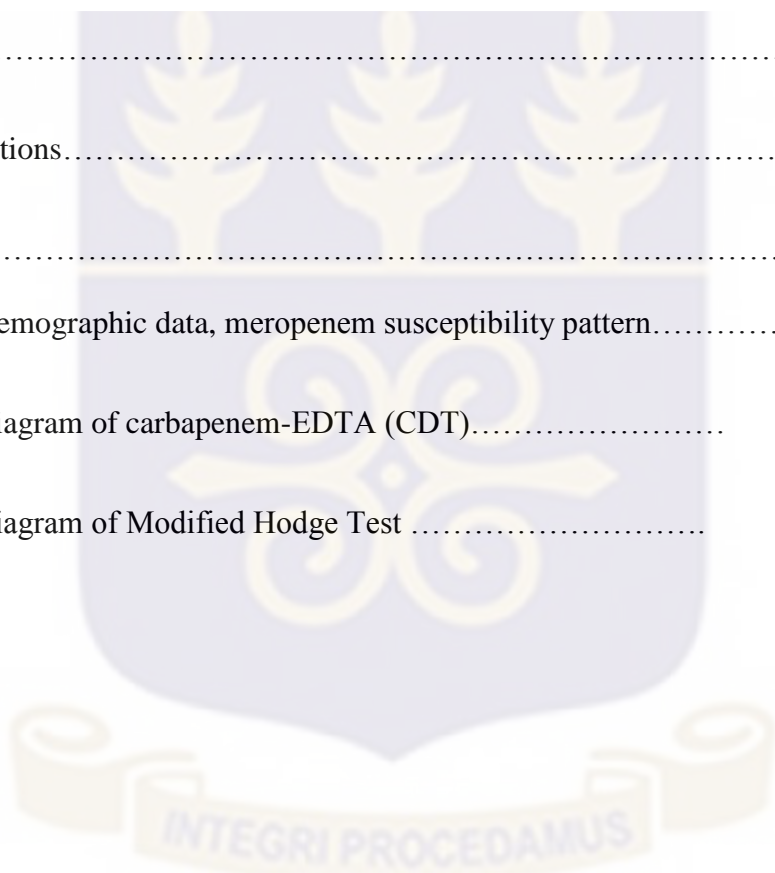 ………………………………………………………………………
tions…………………………………………………………………
………………………………………………………………………
emographic data, meropenem susceptibility pattern…………
iagram of carbapenem-EDTA (CDT)……………………
iagram of Modified Hodge Test ……………………….
INTEGRI PROCEDAMUS